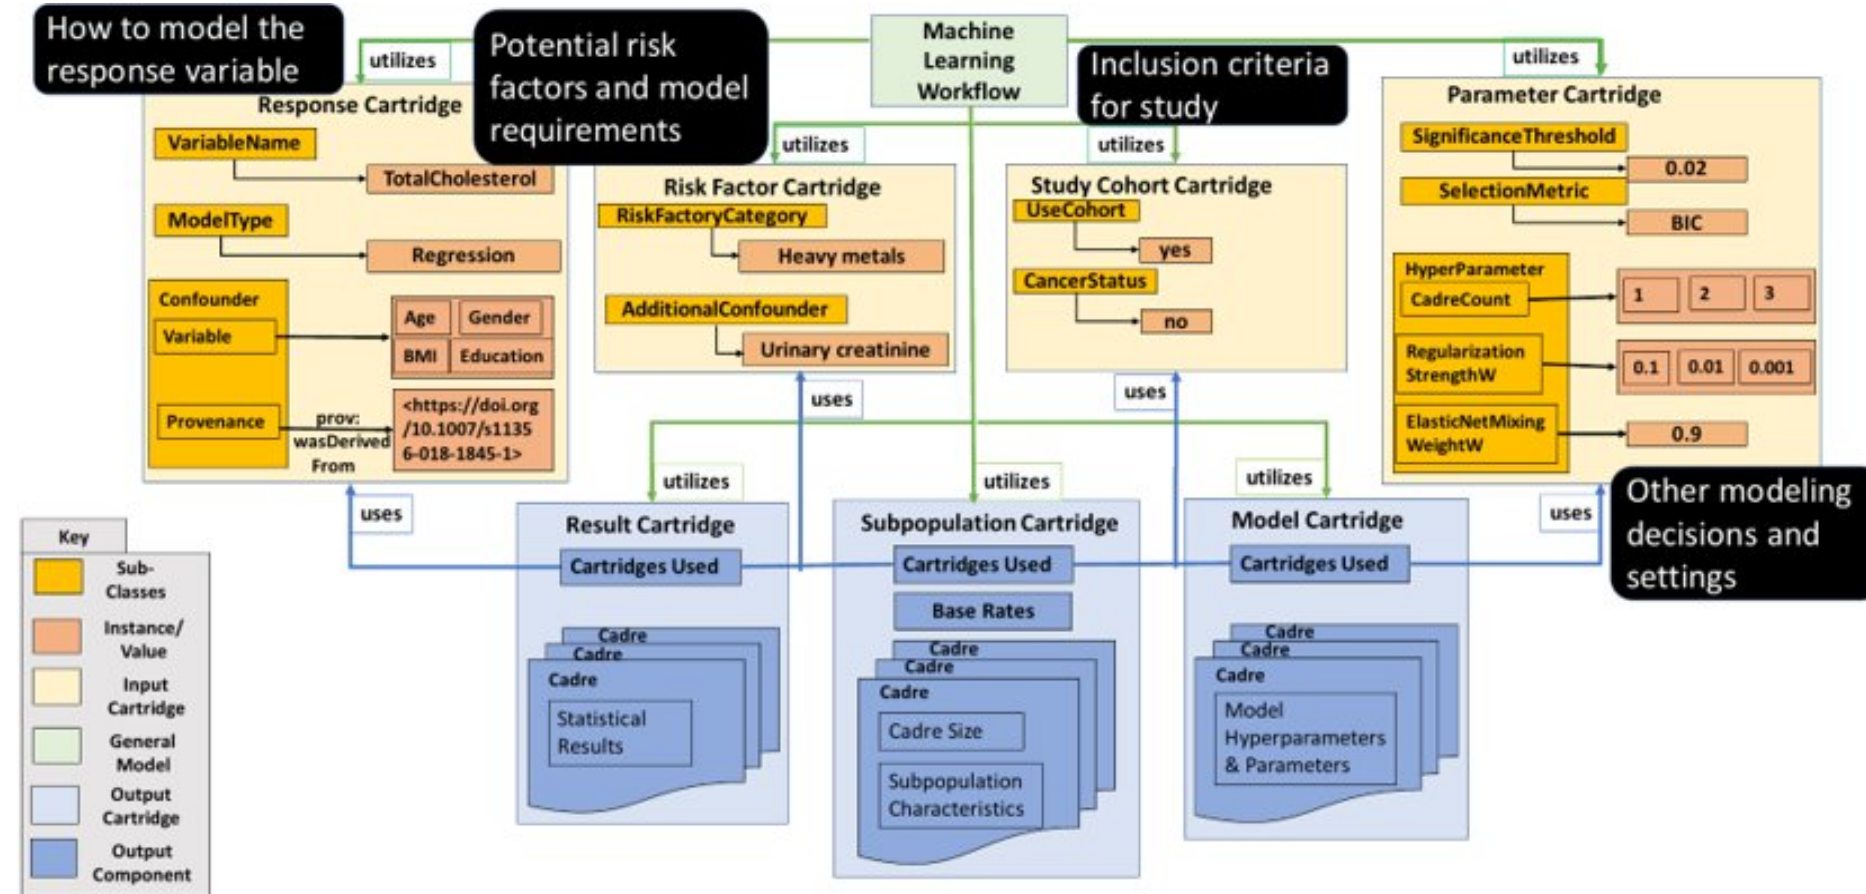 How to model the
response variable
utilizes
Potential risk
factors and model
requirements
Machine
Learning
Workflow
Inclusion criteria
for study
utilizes
Response Cartridge
VariableName
TotalCholesterol
ModelType
Regression
Confounder
Variable
Age
Gender
BMI
Education
Provenance
prov:
wasDerived
From
<https://doi.org
/10.1007/s1135
6-018-1845-1>
utilizes
Risk Factor Cartridge
RiskFactoryCategory
Heavy metals
AdditionalConfounder
Urinary creatinine
utilizes
Study Cohort Cartridge
UseCohort
yes
CancerStatus
no
Parameter Cartridge
SignificanceThreshold
0.02
SelectionMetric
BIC
HyperParameter
CadreCount
1
2
3
Regularization
StrengthW
0.1
0.01
0.001
ElasticNetMixing
WeightW
0.9
uses
uses
uses
uses
Other modeling
decisions and
settings
utilizes
utilizes
utilizes
Result Cartridge
Cartridges Used
Cadre
Cadre
Cadre
Statistical
Results
Subpopulation Cartridge
Cartridges Used
Base Rates
Cadre
Cadre
Cadre
Cadre Size
Subpopulation
Characteristics
Model Cartridge
Cartridges Used
Cadre
Cadre
Cadre
Model
Hyperparameters
& Parameters
Key
Sub-
Classes
Instance/
Value
Input
Cartridge
General
Model
Output
Cartridge
Output
Component